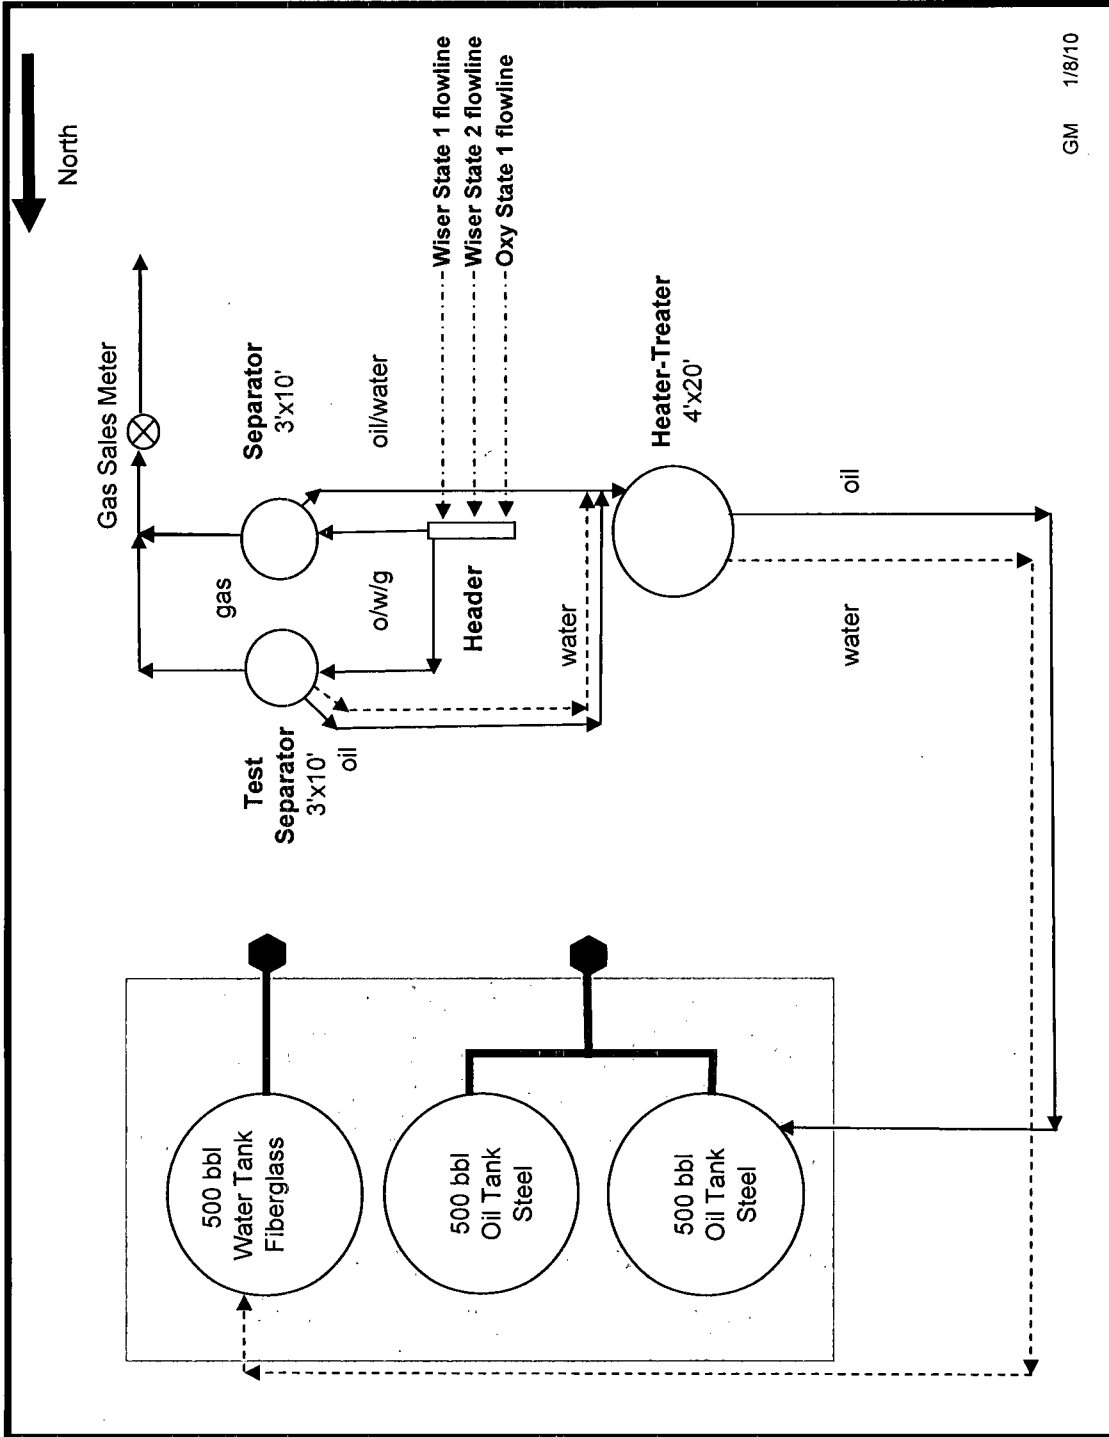 North
Gas Sales Meter
Separator
3'x10'
oil/water
Wiser State 1 flowline
Wiser State 2 flowline
Oxy State 1 flowline
gas
o/w/g
Header
Test
Separator
3'x10'
oil
water
Heater-Treater
4'x20'
oil
water
500 bbl
Water Tank
Fiberglass
500 bbl
Oil Tank
Steel
500 bbl
Oil Tank
Steel
GM 1/8/10